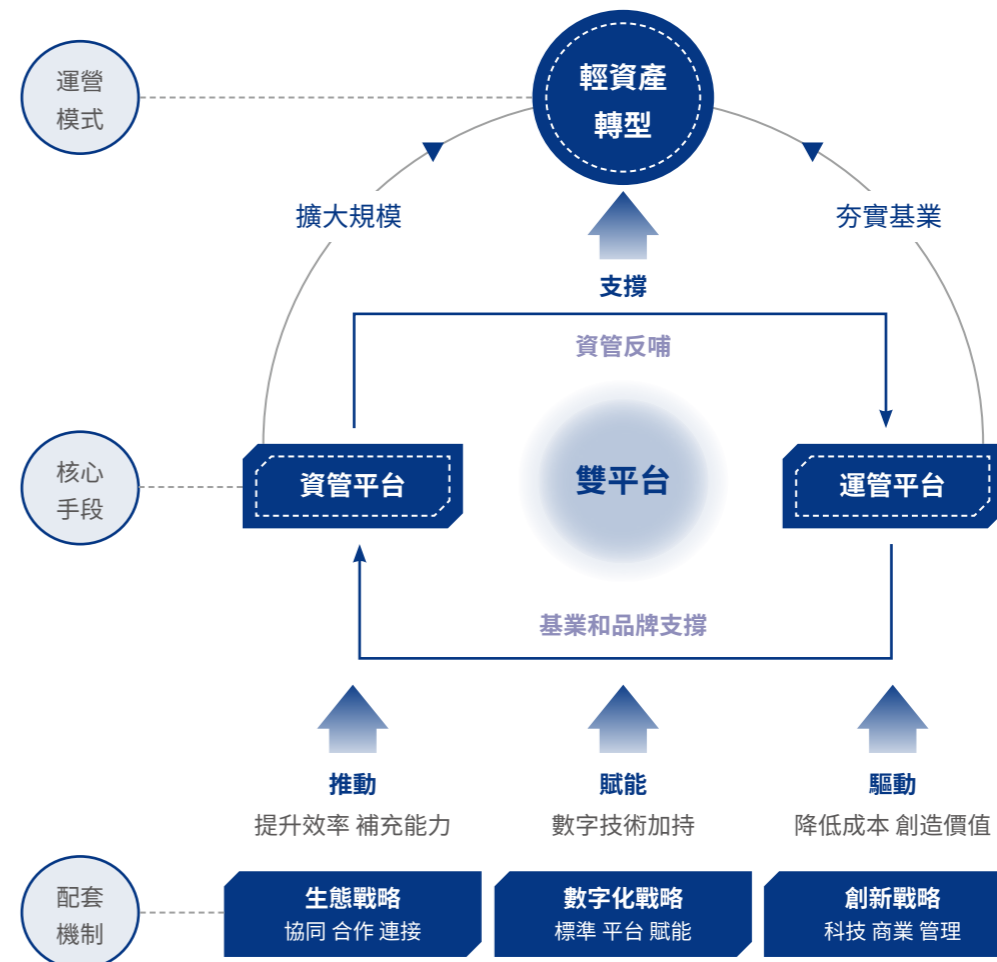 運營
模式
輕資產
轉型
擴大規模
夯實基業
支撐
資管反哺
核心
手段
資管平台
雙平台
運管平台
基業和品牌支撐
推動
賦能
驅動
提升效率 補充能力
數字技術加持
降低成本 創造價值
配套
機制
生態戰略
協同 合作 連接
數字化戰略
標準 平台 賦能
創新戰略
科技 商業 管理